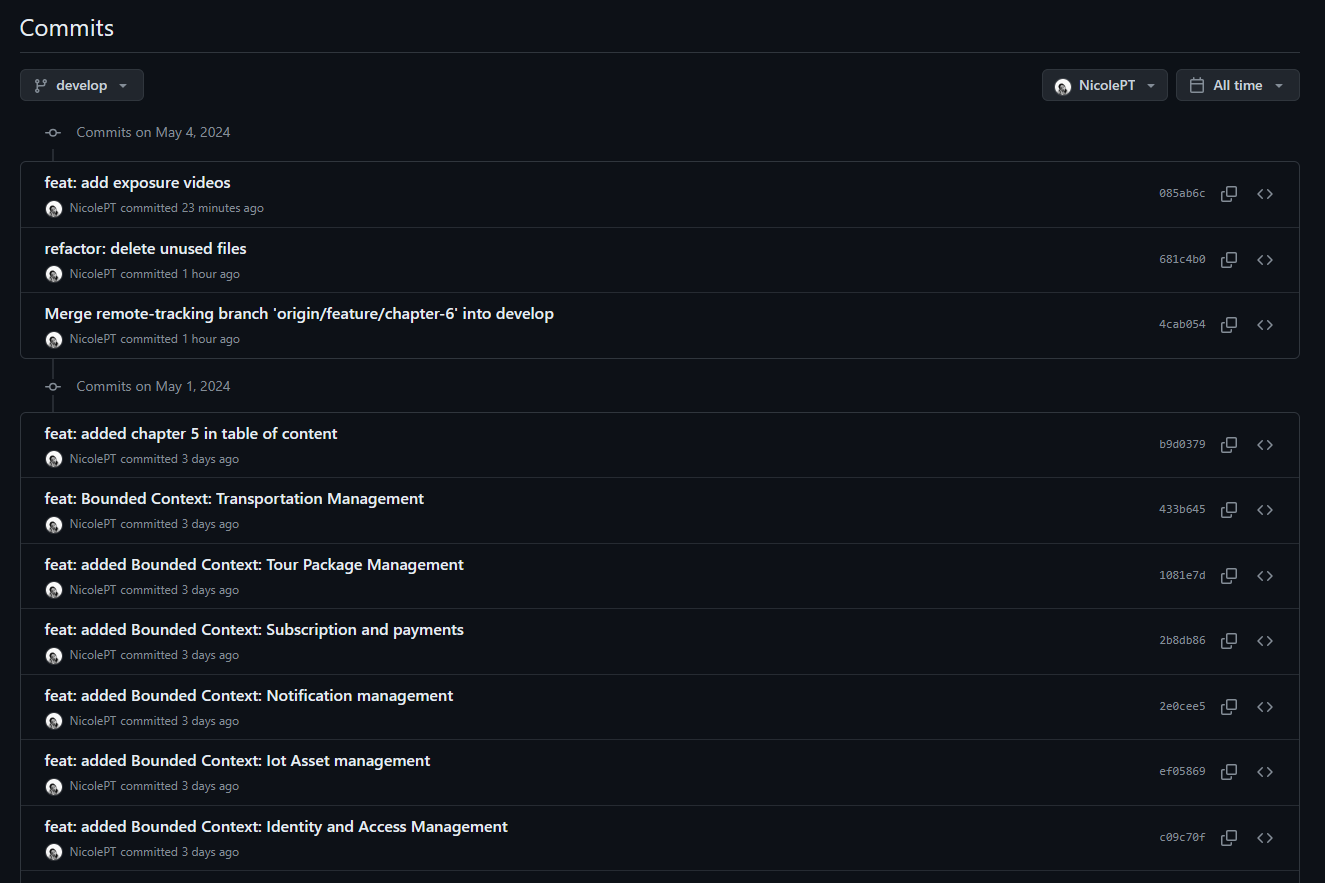 Commits
develop
NicolePT
All time
Commits on May 4, 2024
feat: add exposure videos
NicolePT committed 23 minutes ago
085ab6c
refactor: delete unused files
NicolePT committed 1 hour ago
681c4b0
Merge remote-tracking branch 'origin/feature/chapter-6' into develop
NicolePT committed 1 hour ago
4cab054
Commits on May 1, 2024
feat: added chapter 5 in table of content
NicolePT committed 3 days ago
b9d0379
feat: Bounded Context: Transportation Management
NicolePT committed 3 days ago
433b645
feat: added Bounded Context: Tour Package Management
NicolePT committed 3 days ago
1081e7d
feat: added Bounded Context: Subscription and payments
NicolePT committed 3 days ago
2b8db86
feat: added Bounded Context: Notification management
NicolePT committed 3 days ago
2e0cee5
feat: added Bounded Context: Iot Asset management
NicolePT committed 3 days ago
ef05869
feat: added Bounded Context: Identity and Access Management
NicolePT committed 3 days ago
c09c70f